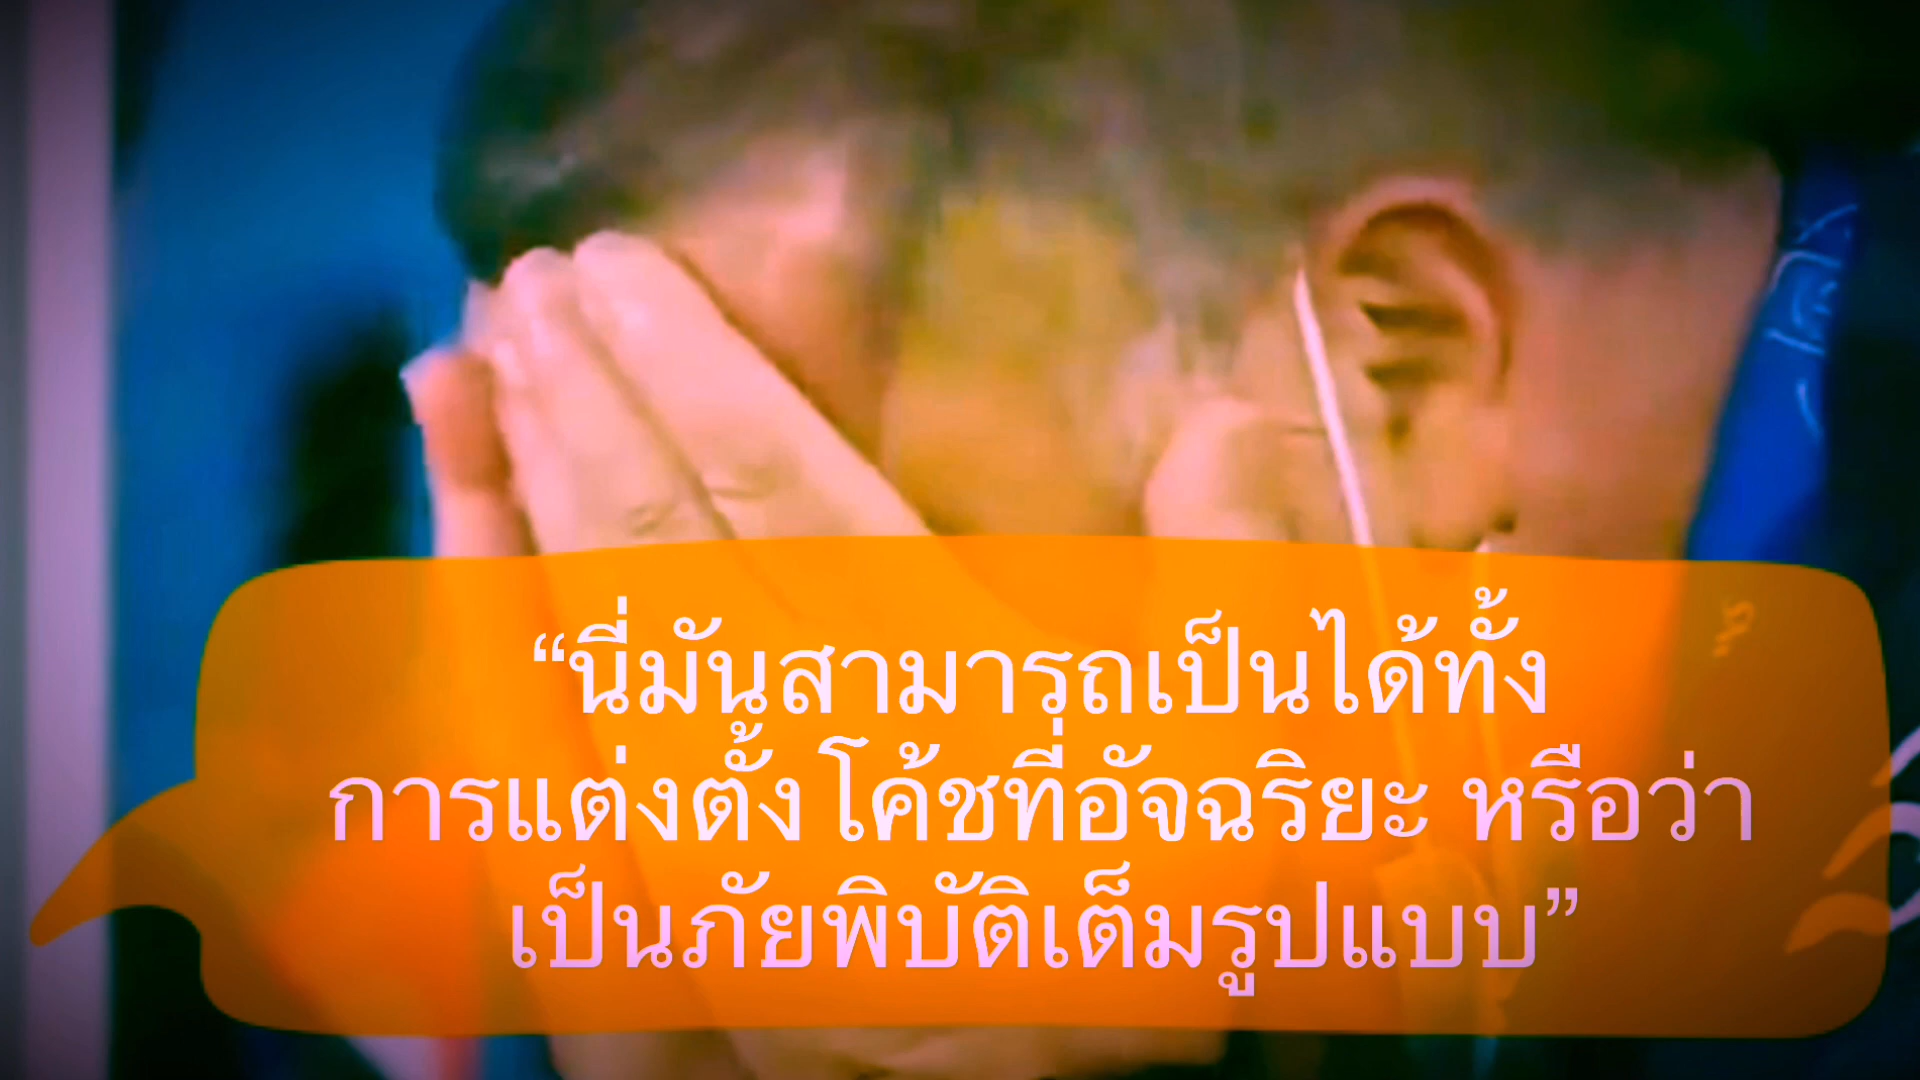 “นี่มันสามารถเป็นได้ทั้ง
การแต่งตั้งโค้ชที่อัจฉริยะ หรือว่า
เป็นภัยพิบัติเต็มรูปแบบ”